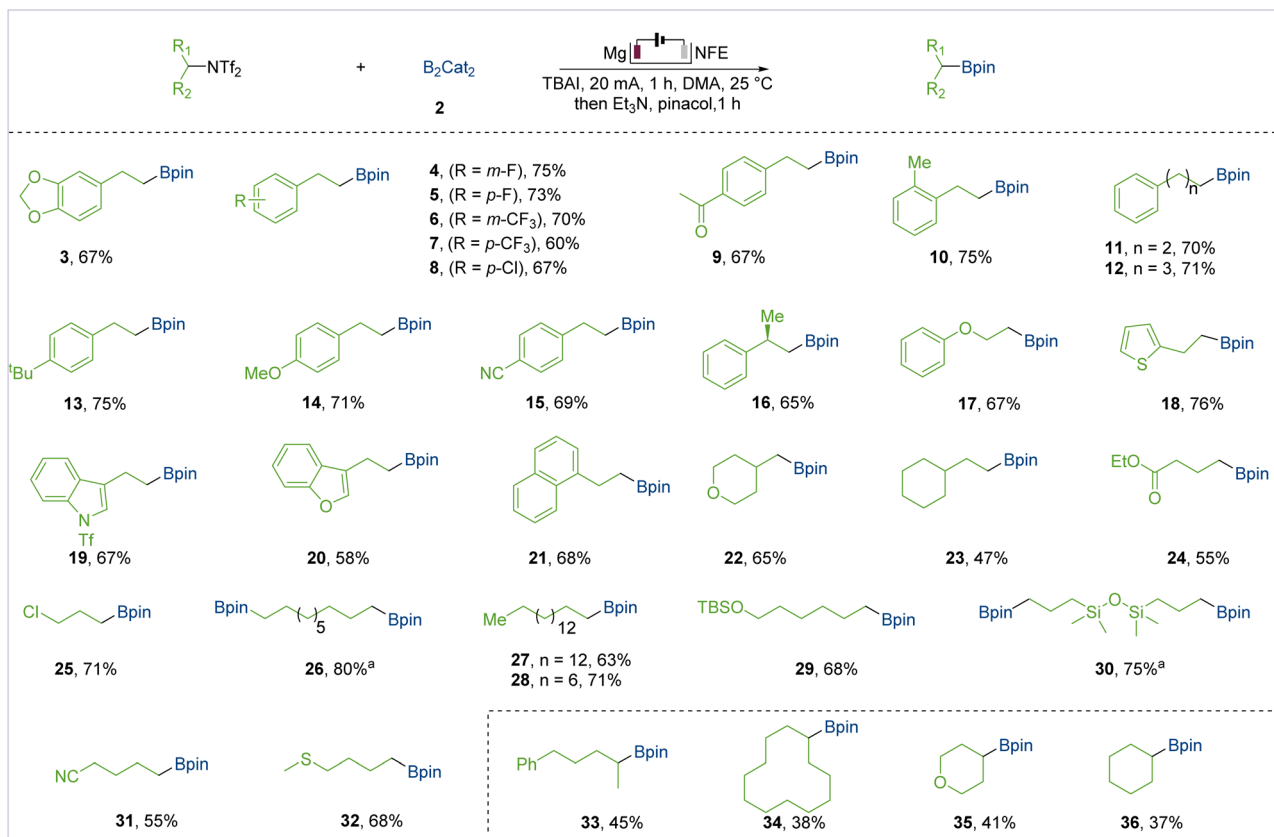 R1
R2
NTf2
+
B2Cat2
2
Mg
NFE
TBAI, 20 mA, 1 h, DMA, 25 °C
then Et3N, pinacol,1 h
R1
R2
Bpin
O
O
Bpin
3, 67%
R
Bpin
4, (R = m-F), 75%
5, (R = p-F), 73%
6, (R = m-CF3), 70%
7, (R = p-CF3), 60%
8, (R = p-Cl), 67%
O
Bpin
9, 67%
Me
Bpin
10, 75%
( )n
Bpin
11, n = 2, 70%
12, n = 3, 71%
tBu
Bpin
13, 75%
MeO
Bpin
14, 71%
NC
Bpin
15, 69%
Me
Bpin
16, 65%
O
Bpin
17, 67%
S
Bpin
18, 76%
N
Tf
Bpin
19, 67%
O
Bpin
20, 58%
Bpin
21, 68%
O
Bpin
22, 65%
Bpin
23, 47%
EtO
O
Bpin
24, 55%
Cl
Bpin
25, 71%
Bpin
( )5
Bpin
26, 80%a
Me
( )12
Bpin
27, n = 12, 63%
28, n = 6, 71%
TBSO
Bpin
29, 68%
Bpin
Si
O
Si
Bpin
30, 75%a
NC
Bpin
31, 55%
S
Bpin
32, 68%
Ph
Bpin
33, 45%
Bpin
34, 38%
O
Bpin
35, 41%
Bpin
36, 37%